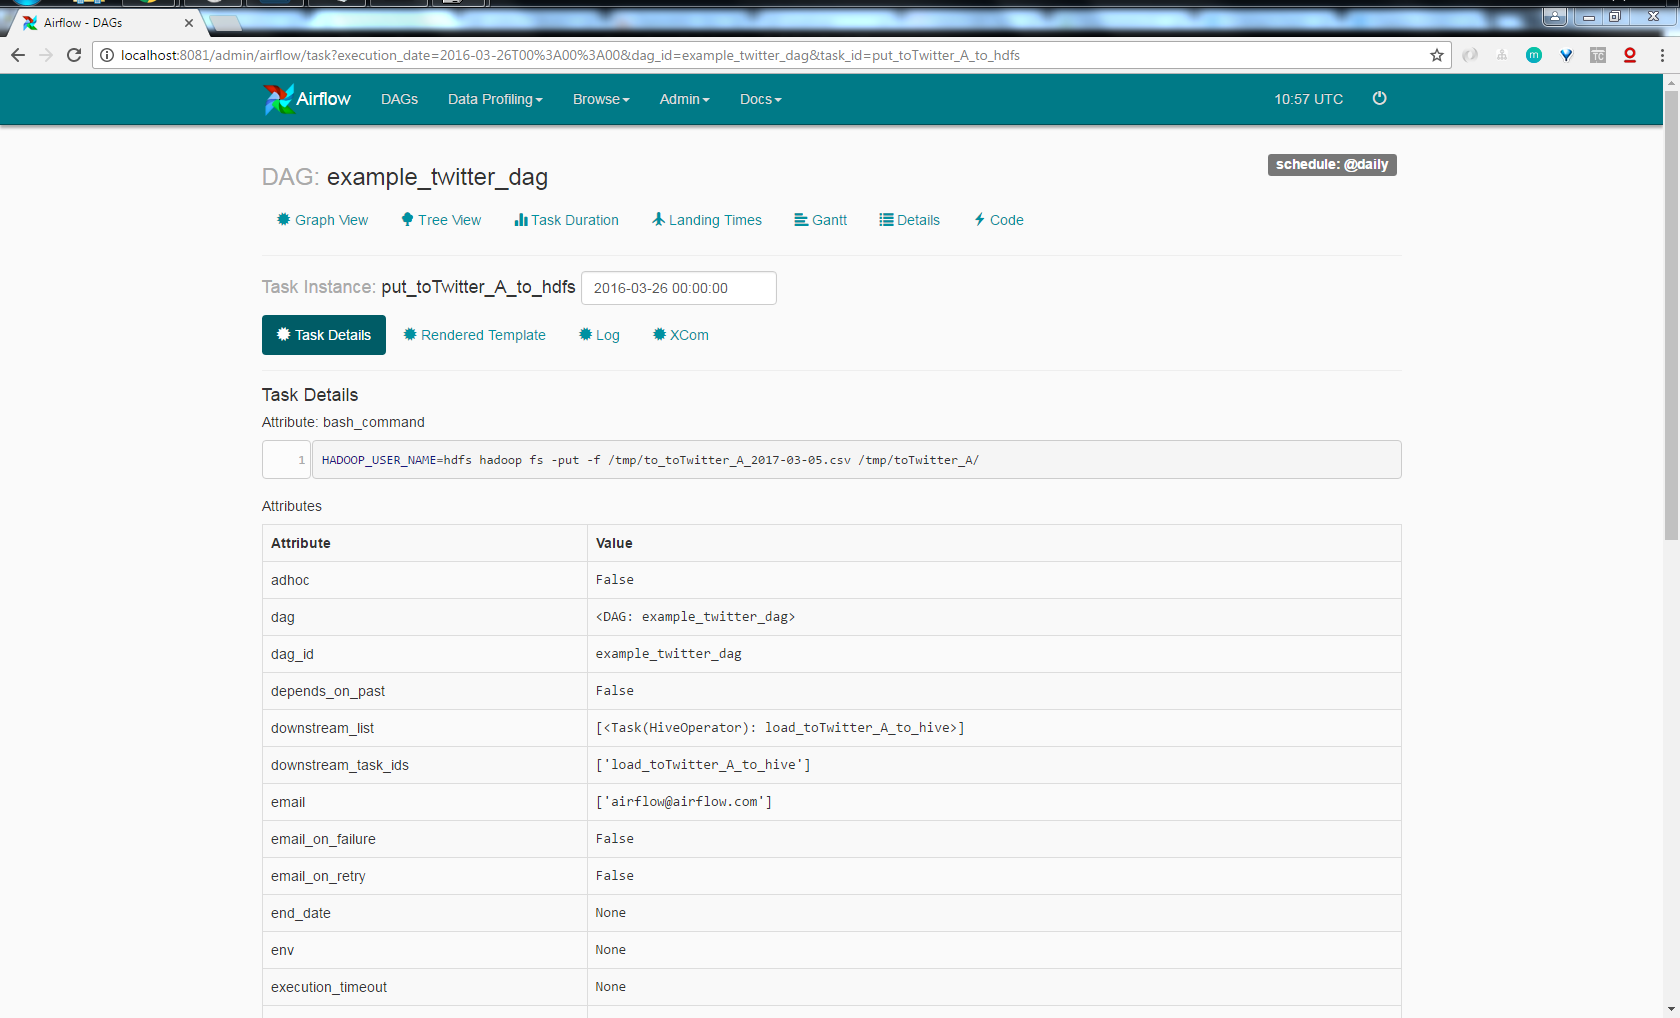 Airflow - DAGs
localhost:8081/admin/airflow/task?execution_date=2016-03-26T00%3A00%3A00&dag_id=example_twitter_dag&task_id=put_toTwitter_A_to_hdfs
m
TC
Airflow DAGs Data Profiling Browse Admin Docs 10:57 UTC
schedule: @daily
DAG: example_twitter_dag
Graph View Tree View Task Duration Landing Times Gantt Details Code
Task Instance: put_toTwitter_A_to_hdfs 2016-03-26 00:00:00
Task Details Rendered Template Log XCom
Task Details
Attribute: bash_command
1 HADOOP_USER_NAME=hdfs hadoop fs -put -f /tmp/to_toTwitter_A_2017-03-05.csv /tmp/toTwitter_A/
Attributes
Attribute Value
adhoc False
dag <DAG: example_twitter_dag>
dag_id example_twitter_dag
depends_on_past False
downstream_list [<Task(HiveOperator): load_toTwitter_A_to_hive>]
downstream_task_ids ['load_toTwitter_A_to_hive']
email ['airflow@airflow.com']
email_on_failure False
email_on_retry False
end_date None
env None
execution_timeout None